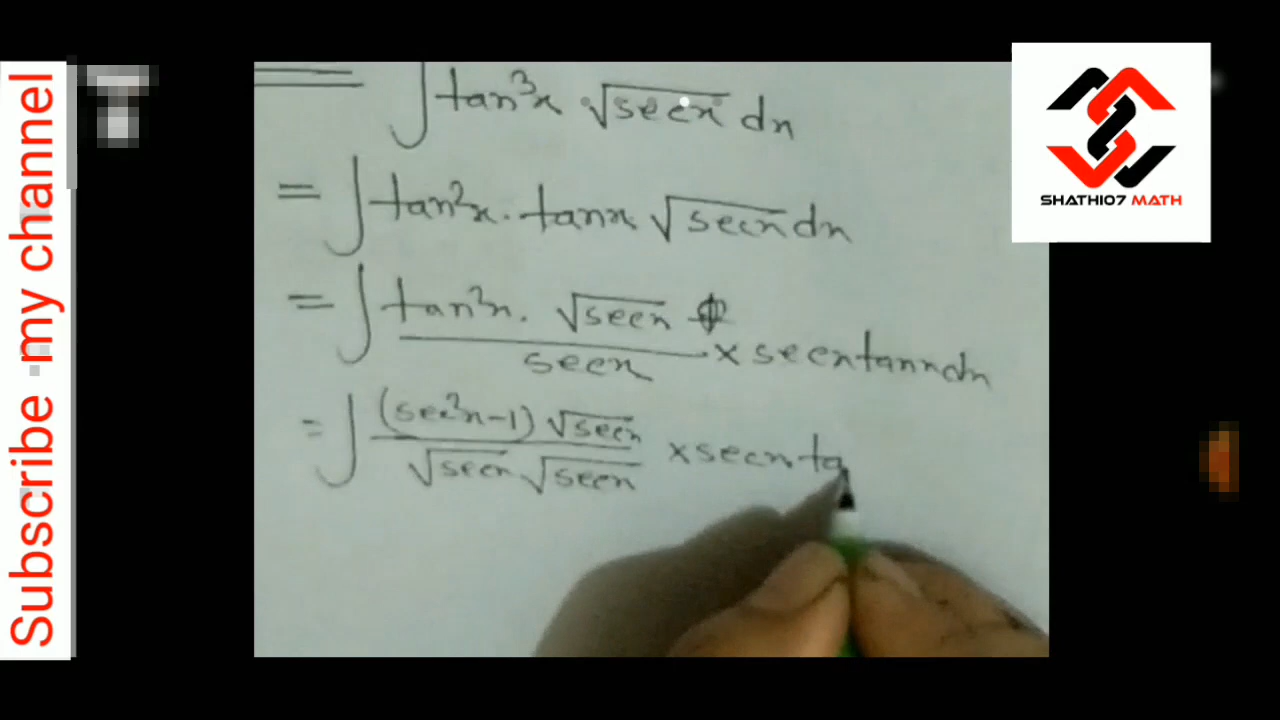 Subscribe my channel
∫tan³x √secx dx
= ∫tan²x · tanx √secx dx
= ∫ (tan²x · √secx) / secx × secx tanx dx
= ∫ (sec²x-1) √secx / √secx √secx × secx ta
SHATHI07 MATH